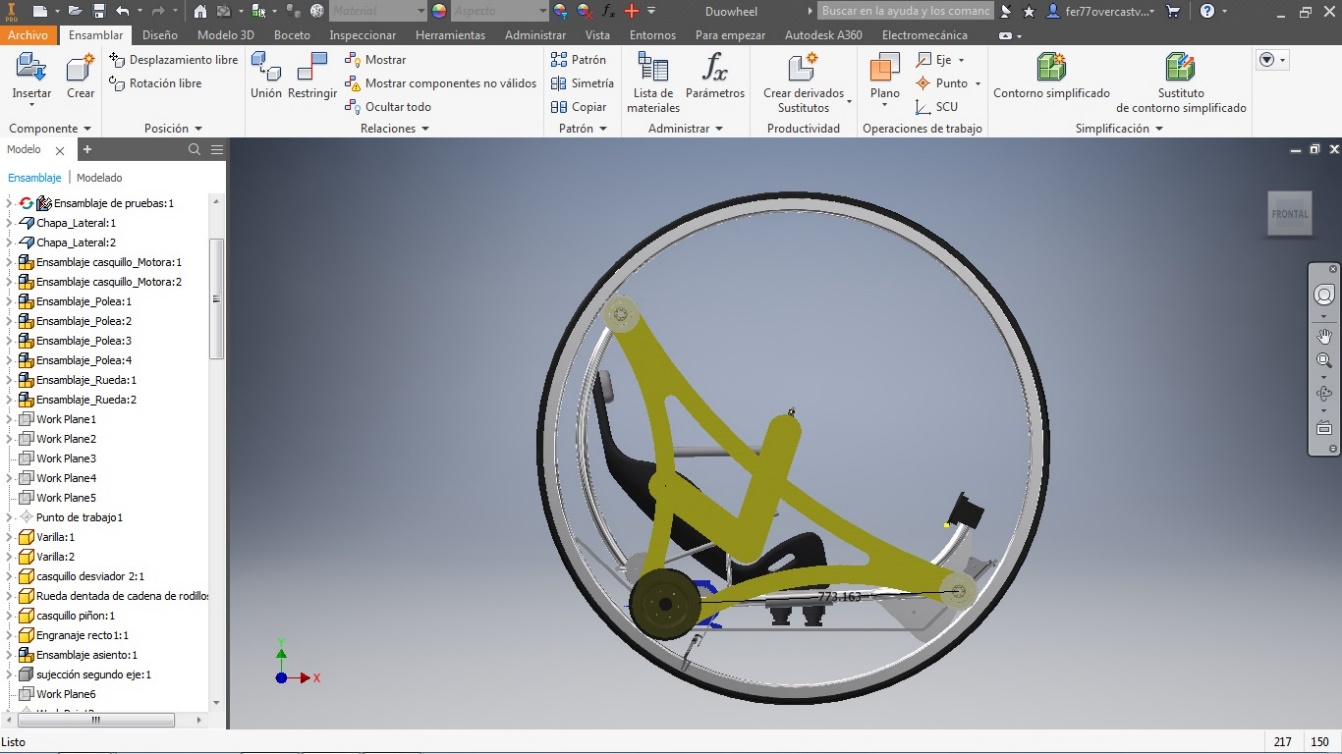 PRO
Material
Aspecto
Duowheel
Buscar en la ayuda y los comanc
fer77overcastv...
Archivo
Ensamblar
Diseño
Modelo 3D
Boceto
Inspeccionar
Herramientas
Administrar
Vista
Entornos
Para empezar
Autodesk A360
Electromecánica
Insertar
Crear
Desplazamiento libre
Rotación libre
Unión
Restringir
Mostrar
Mostrar componentes no válidos
Ocultar todo
Patrón
Simetría
Copiar
Lista de
materiales
Parámetros
Crear derivados
Sustitutos
Plano
Eje
Punto
SCU
Contorno simplificado
Sustituto
de contorno simplificado
Componente
Posición
Relaciones
Patrón
Administrar
Productividad
Operaciones de trabajo
Simplificación
Modelo
Ensamblaje
Modelado
Ensamblaje de pruebas:1
Chapa_Lateral:1
Chapa_Lateral:2
Ensamblaje casquillo_Motora:1
Ensamblaje casquillo_Motora:2
Ensamblaje_Polea:1
Ensamblaje_Polea:2
Ensamblaje_Polea:3
Ensamblaje_Polea:4
Ensamblaje_Rueda:1
Ensamblaje_Rueda:2
Work Plane1
Work Plane2
Work Plane3
Work Plane4
Work Plane5
Punto de trabajo1
Varilla:1
Varilla:2
casquillo desviador 2:1
Rueda dentada de cadena de rodillo
casquillo piñon:1
Engranaje recto1:1
Ensamblaje asiento:1
sujección segundo eje:1
Work Plane6
FRONTAL
773.163
Y
X
Listo
217
150